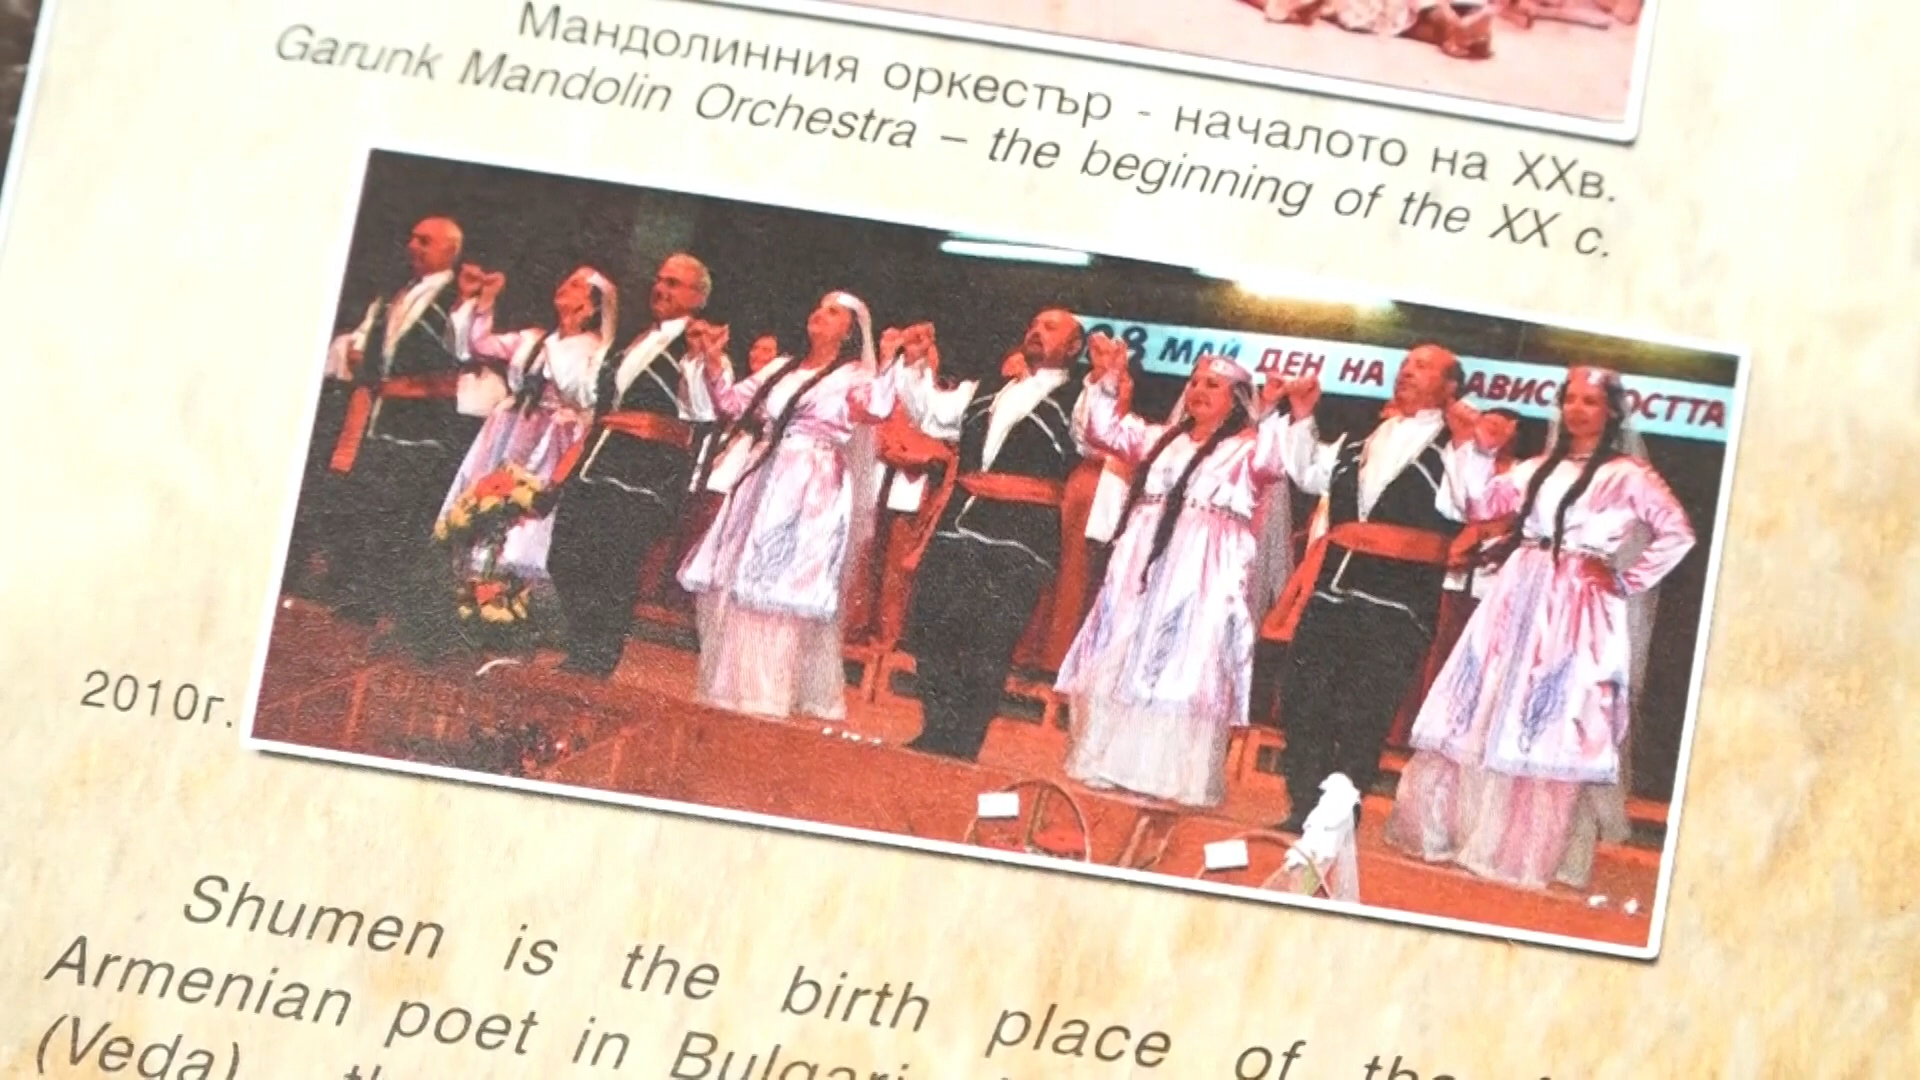 Мандолинния оркестър - началото на XXв.
Garunk Mandolin Orchestra – the beginning of the XX c.
28 МАЙ ДЕН НА
2010г.
Shumen is the birth place of the
Armenian poet in
(Veda)